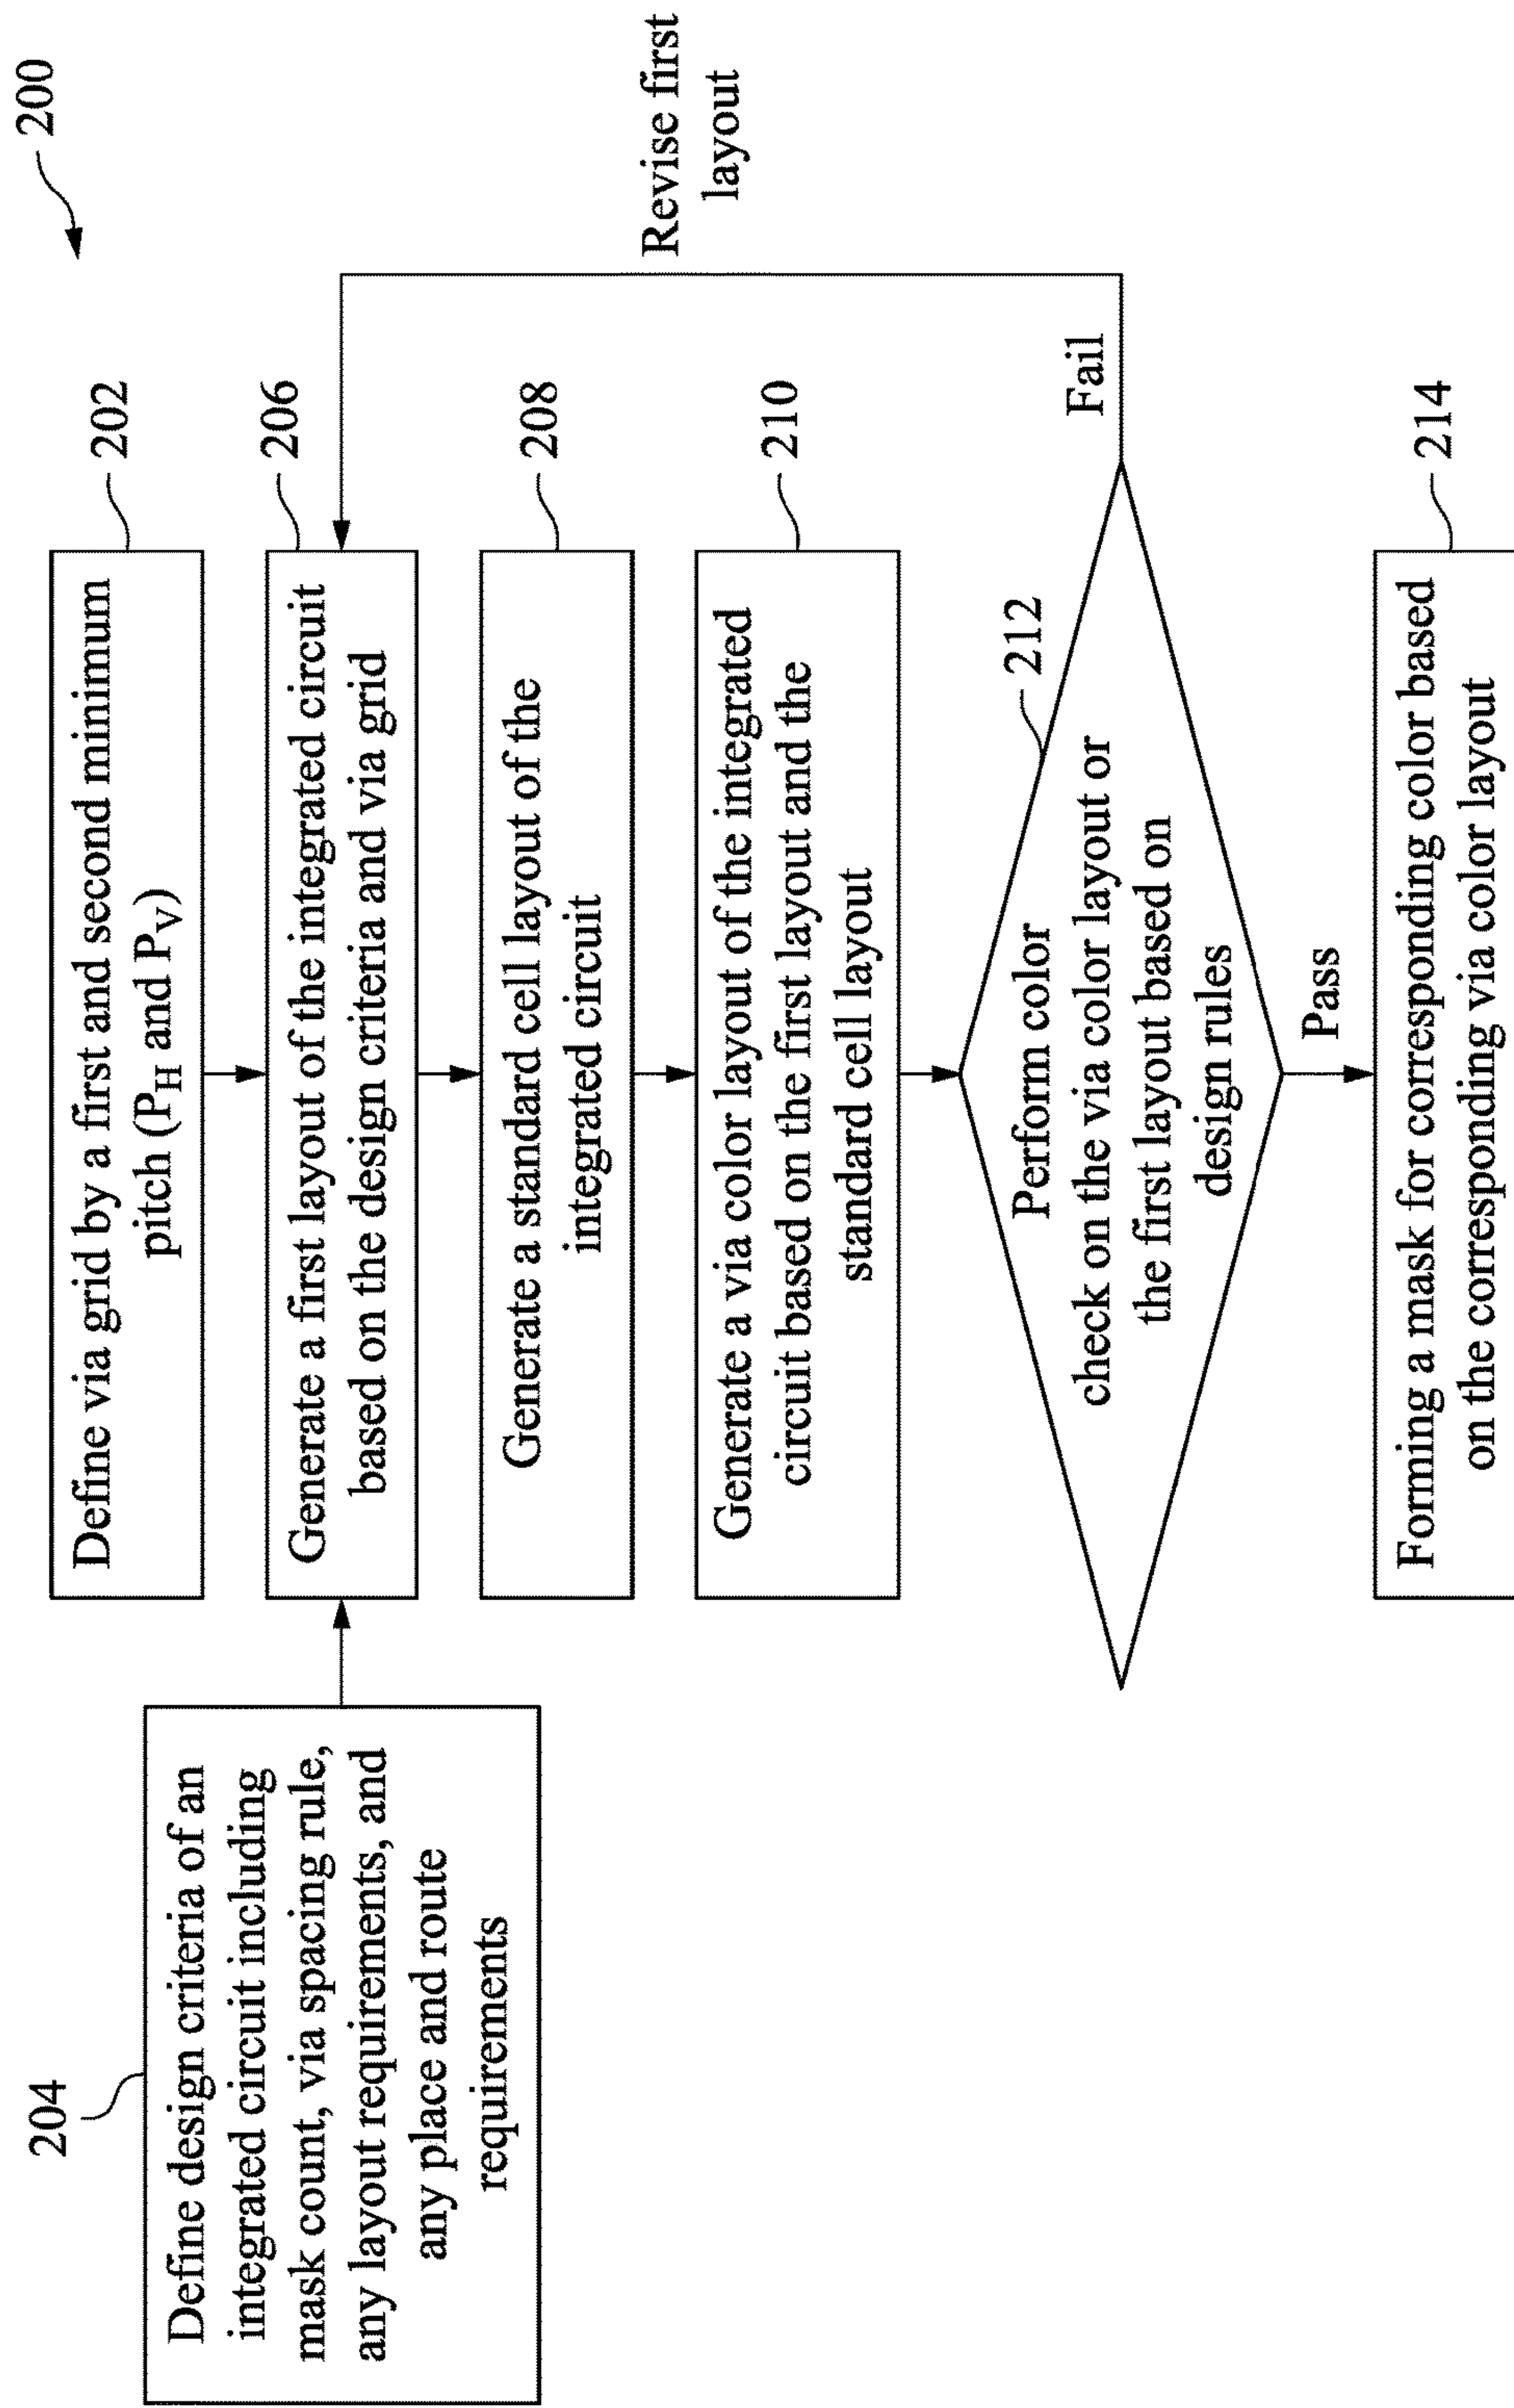 200
Define via grid by a first and second minimum
pitch (PH and PV)
202
204
Define design criteria of an
integrated circuit including
mask count, via spacing rule,
any layout requirements, and
any place and route
requirements
Generate a first layout of the integrated circuit
based on the design criteria and via grid
206
Revise first
layout
Generate a standard cell layout of the
integrated circuit
208
Generate a via color layout of the integrated
circuit based on the first layout and the
standard cell layout
210
Perform color
check on the via color layout or
the first layout based on
design rules
212
Fail
Pass
Forming a mask for corresponding color based
on the corresponding via color layout
214